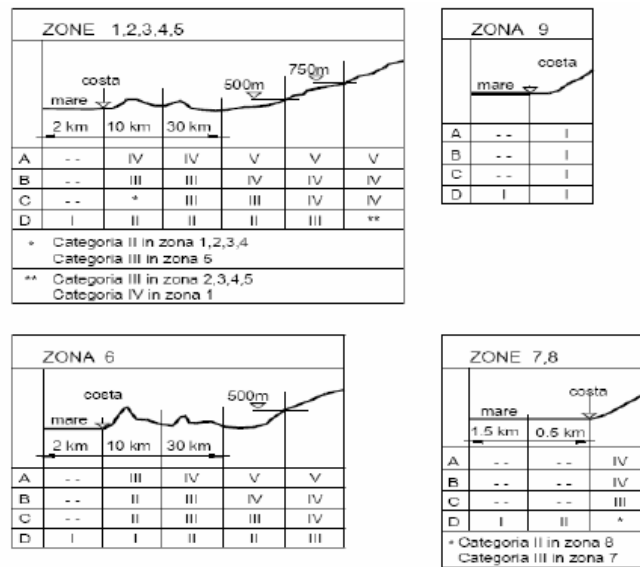 ZONE 1,2,3,4,5
costa
500m
750m
mare
2 km 10 km 30 km
A -- IV IV V V V
B -- III III IV IV IV
C -- * III III IV IV
D I II II II III **
* Categoria II in zona 1,2,3,4
Categoria III in zona 5
** Categoria III in zona 2,3,4,5
Categoria IV in zona 1
ZONA 9
costa
mare
A -- I
B -- I
C -- I
D I I
ZONA 6
costa
500m
mare
2 km 10 km 30 km
A -- III IV V V
B -- II III IV IV
C -- II III III IV
D I I II II III
ZONE 7,8
costa
mare
1.5 km 0.5 km
A -- -- IV
B -- -- IV
C -- -- III
D I II *
* Categoria II in zona 8
Categoria III in zona 7